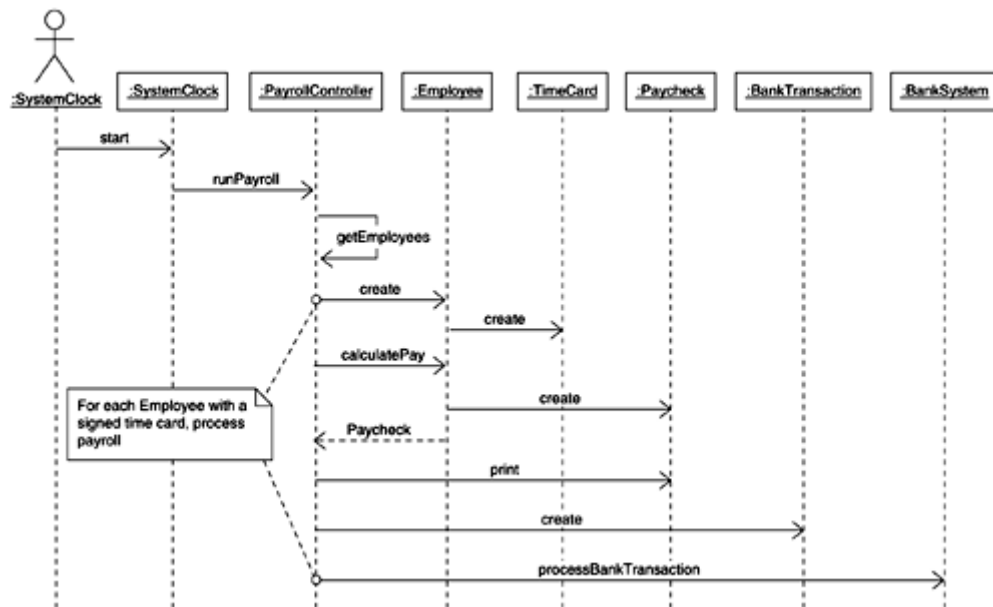 :SystemClock
:SystemClock
:PayrollController
:Employee
:TimeCard
:Paycheck
:BankTransaction
:BankSystem
start
runPayroll
getEmployees
create
create
calculatePay
For each Employee with a
signed time card, process
payroll
create
Paycheck
print
create
processBankTransaction